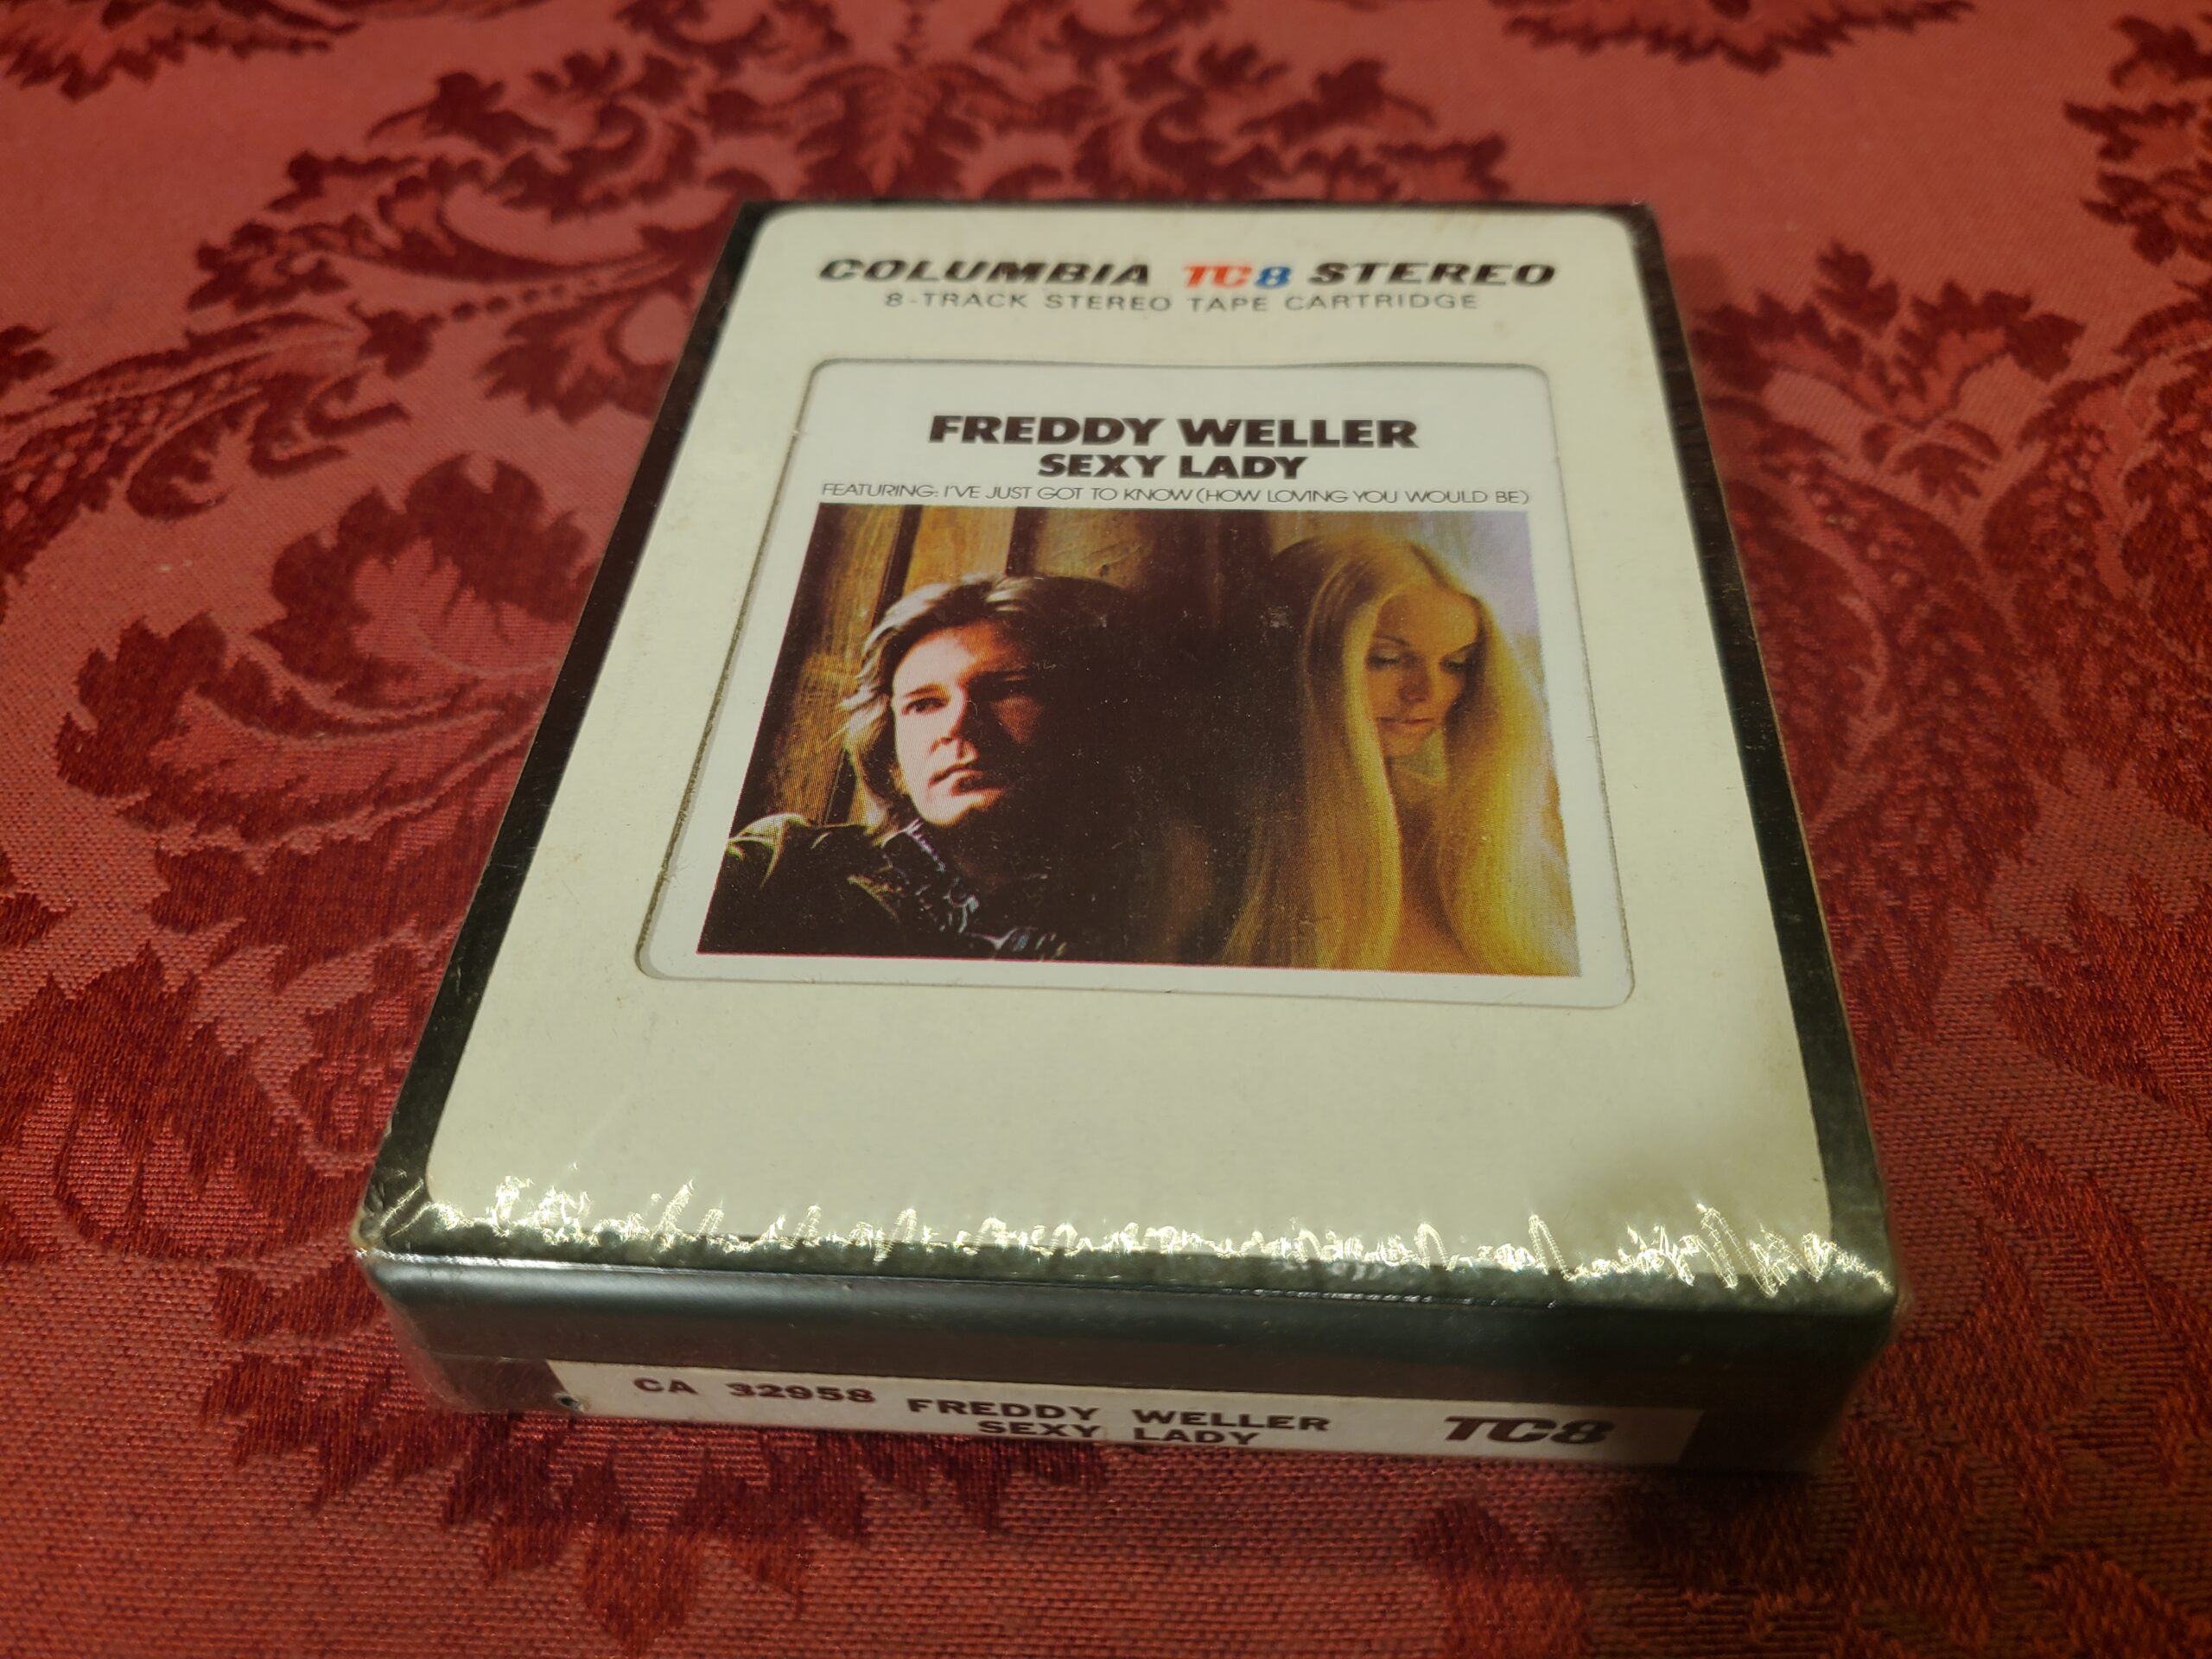 COLUMBIA TC8 STEREO
8-TRACK STEREO TAPE CARTRIDGE
FREDDY WELLER
SEXY LADY
FEATURING: I'VE JUST GOT TO KNOW (HOW LOVING YOU WOULD BE)
CA 32958 FREDDY WELLER TC8
SEXY LADY